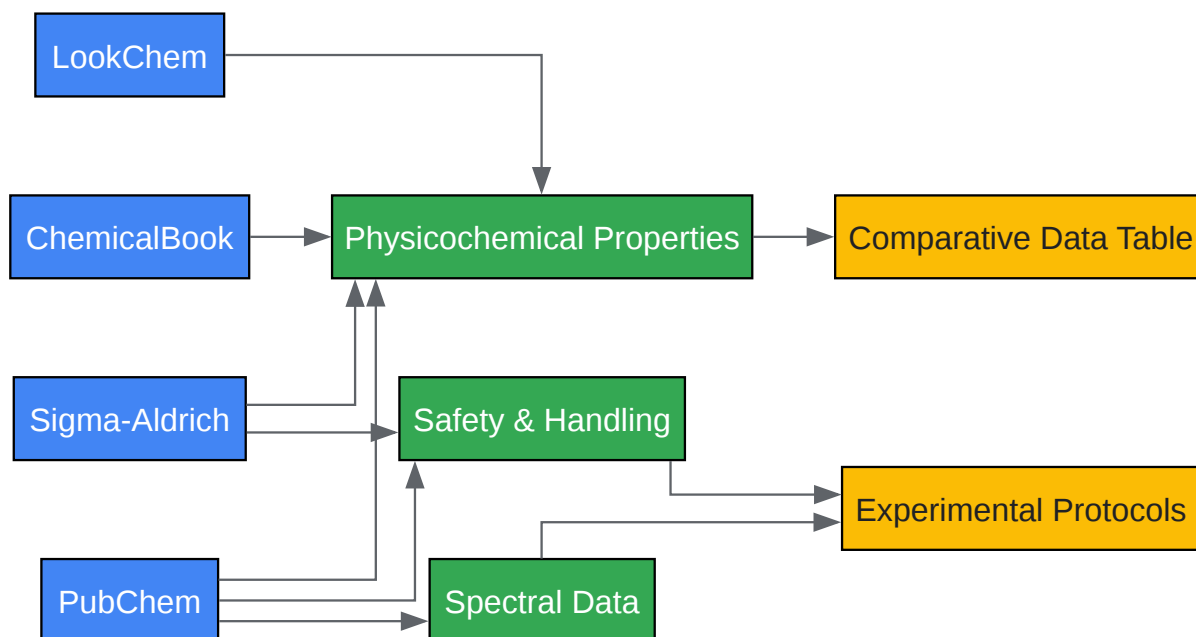 LookChem
ChemicalBook
Physicochemical Properties
Comparative Data Table
Sigma-Aldrich
Safety & Handling
Experimental Protocols
PubChem
Spectral Data